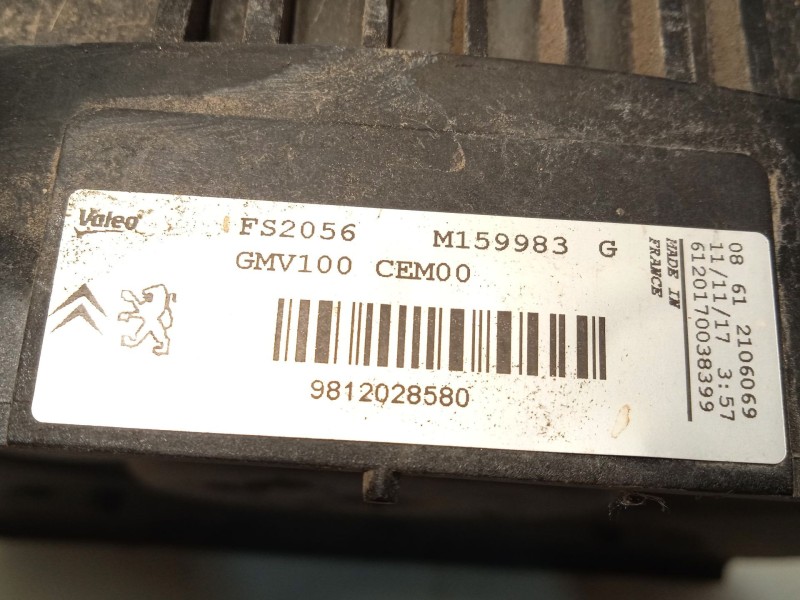 Valeo
FS2056 M159983 G
GMV100 CEM00
9812028580
MADE IN
FRANCE
08 61 2106069
11/11/17 3:57
6120170038399